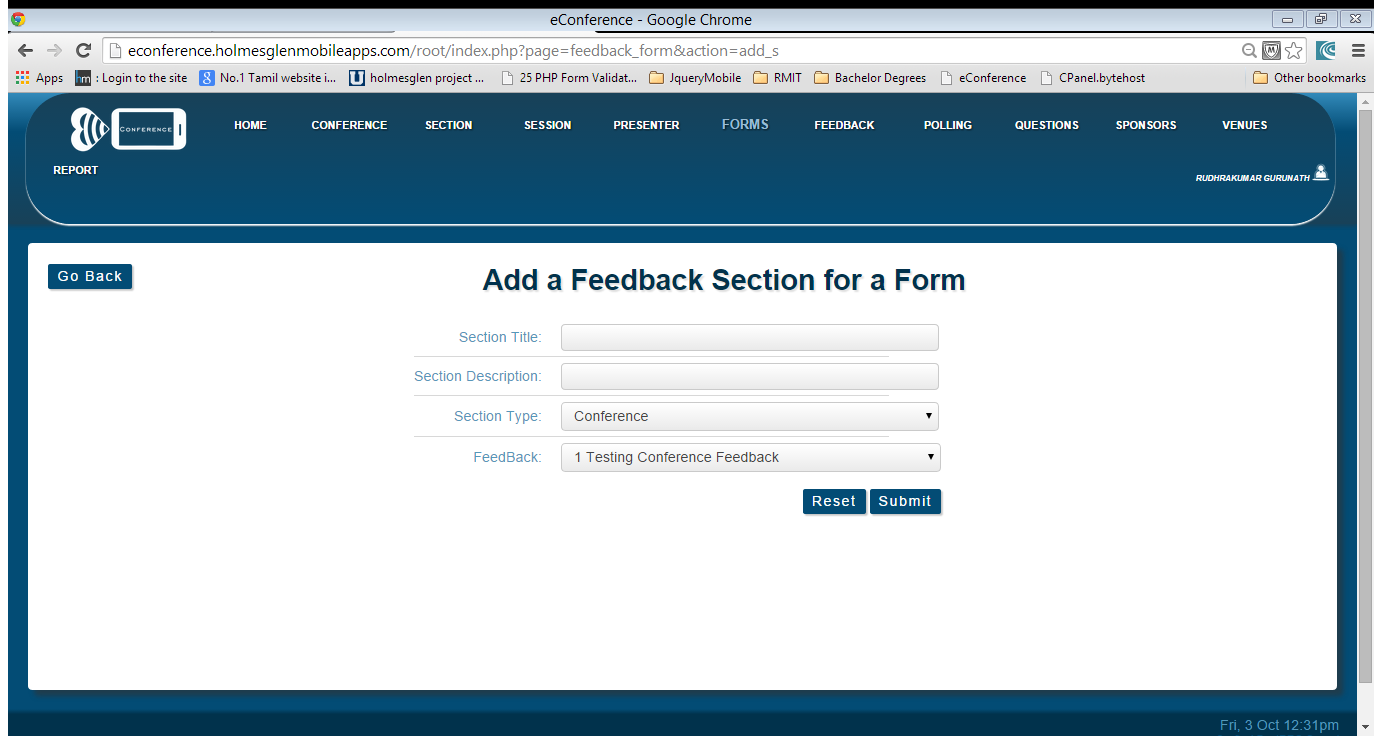 eConference - Google Chrome
econference.holmesglenmobileapps.com/root/index.php?page=feedback_form&action=add_s
Apps hm : Login to the site 8 No.1 Tamil website i... U holmesglen project ... 25 PHP Form Validat... JqueryMobile RMIT Bachelor Degrees eConference CPanel.bytehost Other bookmarks
CONFERENCE HOME CONFERENCE SECTION SESSION PRESENTER FORMS FEEDBACK POLLING QUESTIONS SPONSORS VENUES
REPORT
RUDHRAKUMAR GURUNATH
Go Back
Add a Feedback Section for a Form
Section Title:
Section Description:
Section Type: Conference
FeedBack: 1 Testing Conference Feedback
Reset Submit
Fri, 3 Oct 12:31pm